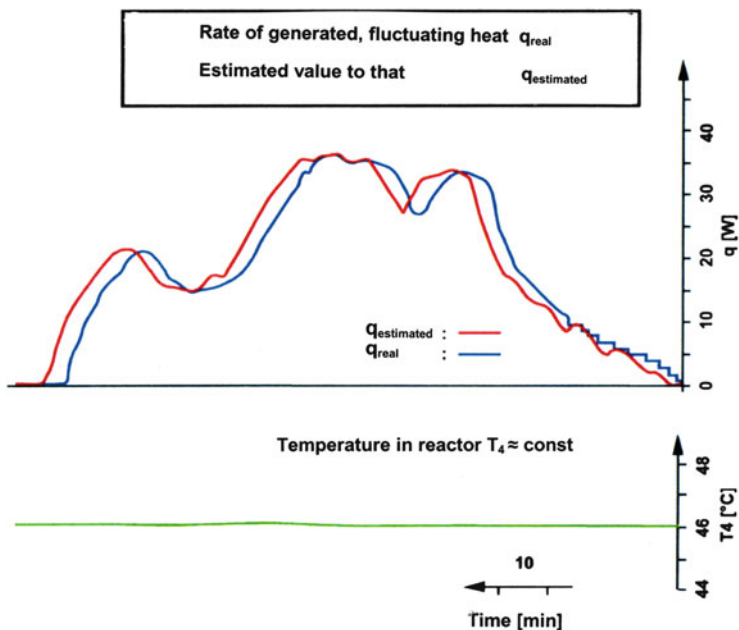 Rate of generated, fluctuating heat q_real
Estimated value to that q_estimated
40
30
20
10
0
q [W]
q_estimated :
q_real :
Temperature in reactor T₄ ≈ const
48
46
44
T4 [°C]
10
Time [min]